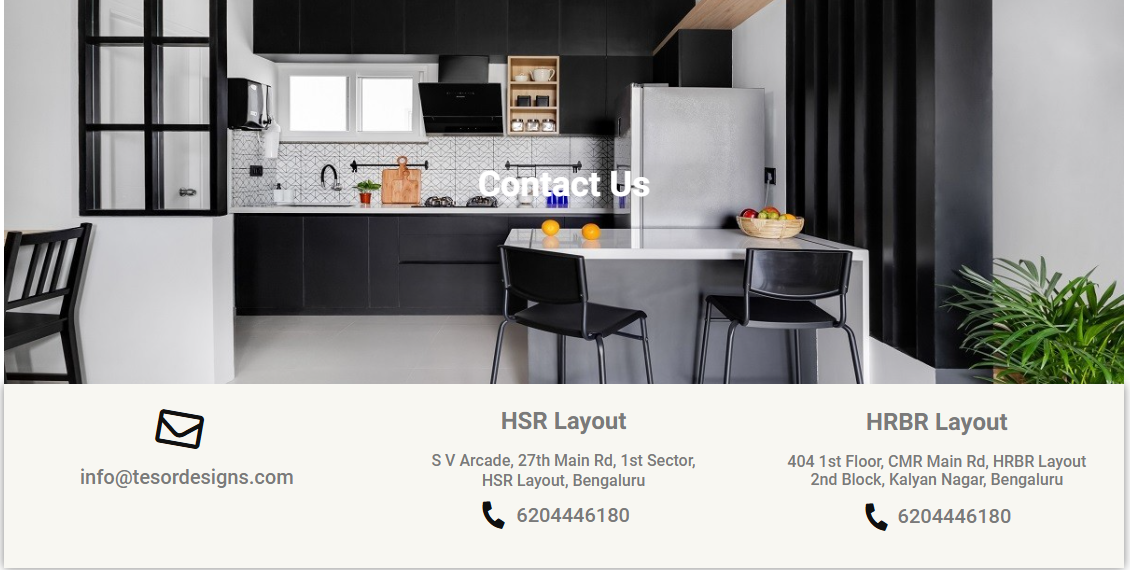 Contact Us
info@tesordesigns.com
HSR Layout
S V Arcade, 27th Main Rd, 1st Sector,
HSR Layout, Bengaluru
6204446180
HRBR Layout
404 1st Floor, CMR Main Rd, HRBR Layout
2nd Block, Kalyan Nagar, Bengaluru
6204446180